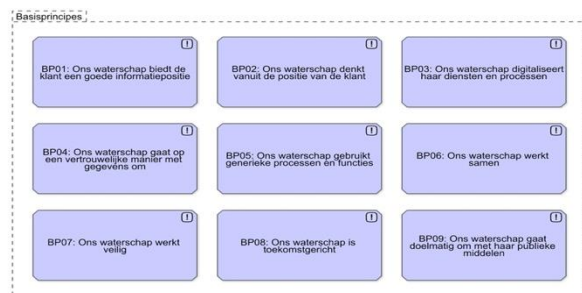 Basisprincipes
BP01: Ons waterschap biedt de
klant een goede informatiepositie
BP02: Ons waterschap denkt
vanuit de positie van de klant
BP03: Ons waterschap digitaliseert
haar diensten en processen
BP04: Ons waterschap gaat op
een vertrouwelijke manier met
gegevens om
BP05: Ons waterschap gebruikt
generieke processen en functies
BP06: Ons waterschap werkt
samen
BP07: Ons waterschap werkt
veilig
BP08: Ons waterschap is
toekomstgericht
BP09: Ons waterschap gaat
doelmatig om met haar publieke
middelen